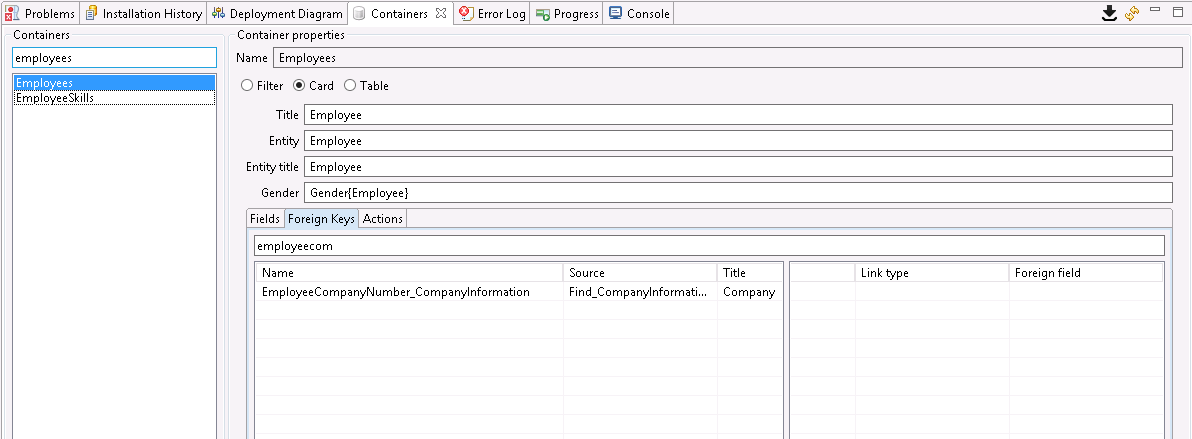 Problems Installation History Deployment Diagram Containers Error Log Progress Console
Containers
employees
Employees
EmployeeSkills
Container properties
Name Employees
Filter Card Table
Title Employee
Entity Employee
Entity title Employee
Gender Gender{Employee}
Fields Foreign Keys Actions
employeecom
Name Source Title Link type Foreign field
EmployeeCompanyNumber_CompanyInformation Find_CompanyInformati... Company